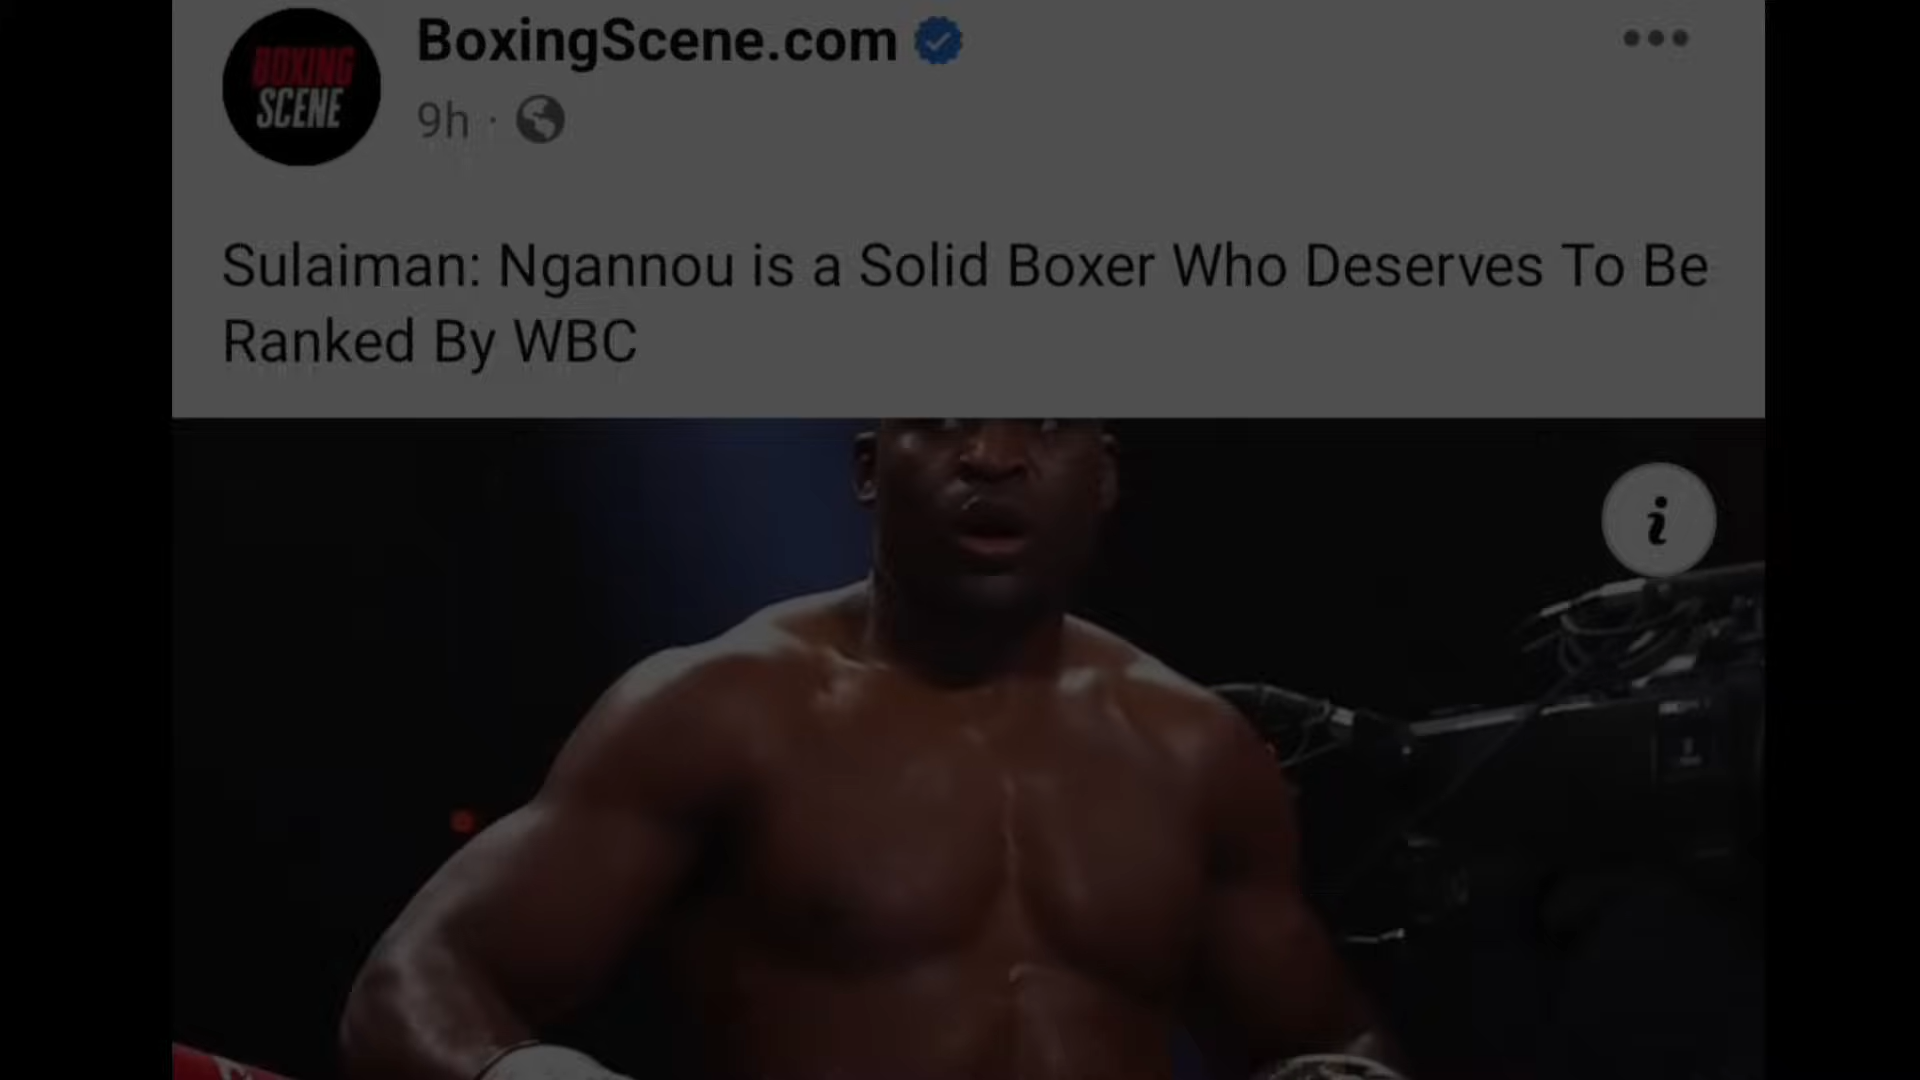 BOXING
SCENE
BoxingScene.com
9h ·
Sulaiman: Ngannou is a Solid Boxer Who Deserves To Be
Ranked By WBC
i